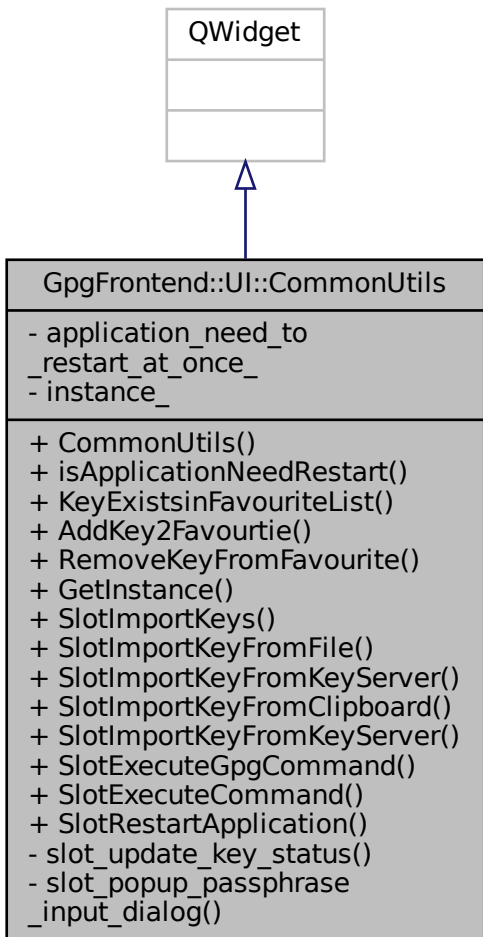 QWidget
GpgFrontend::UI::CommonUtils
- application_need_to
_restart_at_once_
- instance_
+ CommonUtils()
+ isApplicationNeedRestart()
+ KeyExistsinFavouriteList()
+ AddKey2Favourtie()
+ RemoveKeyFromFavourite()
+ GetInstance()
+ SlotImportKeys()
+ SlotImportKeyFromFile()
+ SlotImportKeyFromKeyServer()
+ SlotImportKeyFromClipboard()
+ SlotImportKeyFromKeyServer()
+ SlotExecuteGpgCommand()
+ SlotExecuteCommand()
+ SlotRestartApplication()
- slot_update_key_status()
- slot_popup_passphrase
_input_dialog()